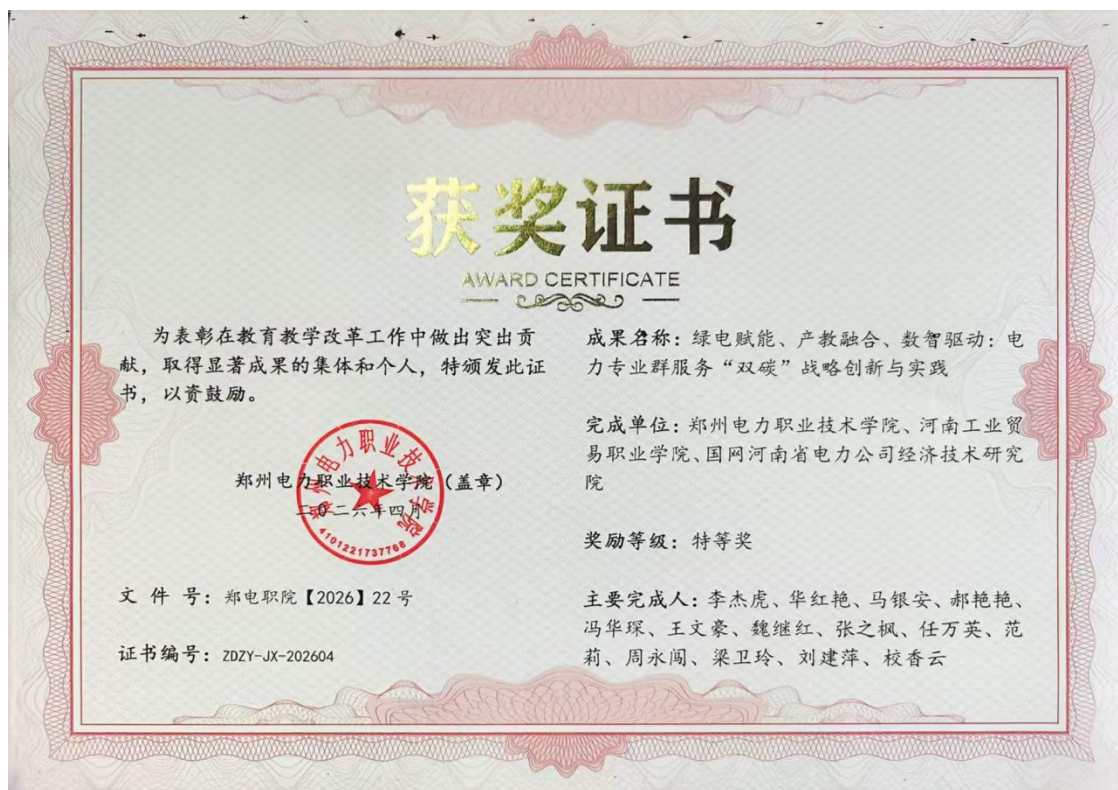 获奖证书
AWARD CERTIFICATE
为表彰在教育教学改革工作中做出突出贡
献，取得显著成果的集体和个人，特颁发此证
书，以资鼓励。
郑州电力职业技术学院（盖章）
二〇二六年四月
郑州电力职业技术学院
4101221737768
文件号：郑电职院【2026】22号
证书编号：ZDZY-JX-202604
成果名称：绿电赋能、产教融合、数智驱动：电
力专业群服务“双碳”战略创新与实践
完成单位：郑州电力职业技术学院、河南工业贸
易职业学院、国网河南省电力公司经济技术研究
院
奖励等级：特等奖
主要完成人：李杰虎、华红艳、马银安、郝艳艳、
冯华琛、王文豪、魏继红、张之枫、任万英、范
莉、周永闯、梁卫玲、刘建萍、校香云